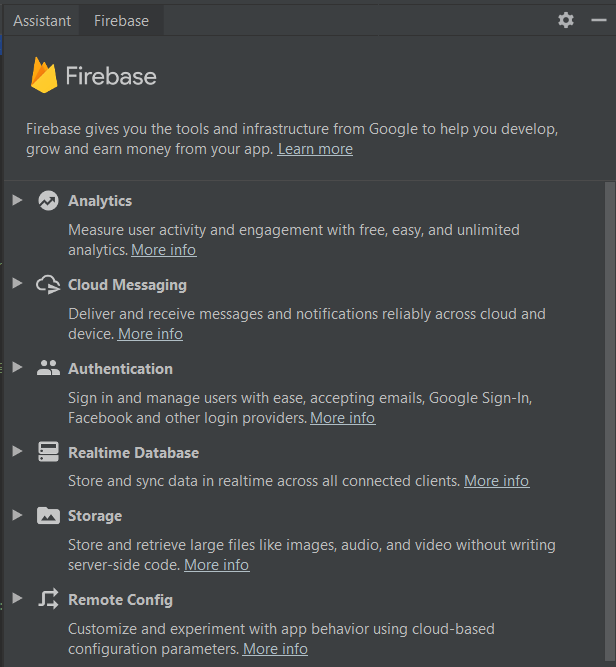 Assistant Firebase
Firebase
Firebase gives you the tools and infrastructure from Google to help you develop,
grow and earn money from your app. Learn more
Analytics
Measure user activity and engagement with free, easy, and unlimited
analytics. More info
Cloud Messaging
Deliver and receive messages and notifications reliably across cloud and
device. More info
Authentication
Sign in and manage users with ease, accepting emails, Google Sign-In,
Facebook and other login providers. More info
Realtime Database
Store and sync data in realtime across all connected clients. More info
Storage
Store and retrieve large files like images, audio, and video without writing
server-side code. More info
Remote Config
Customize and experiment with app behavior using cloud-based
configuration parameters. More info